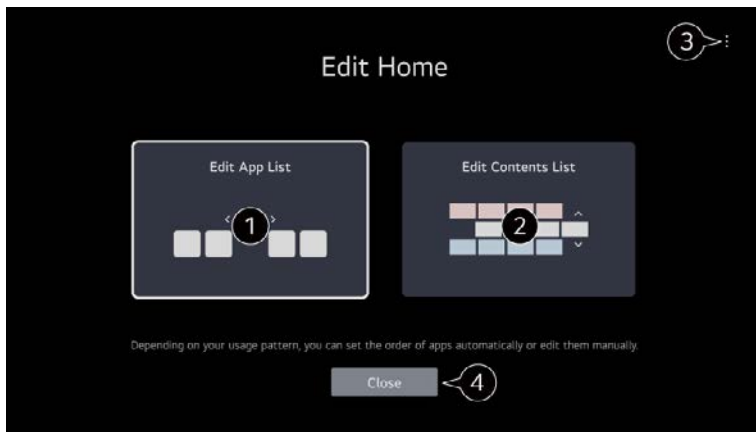 3
Edit Home
Edit App List
Edit Contents List
1
2
Depending on your usage pattern, you can set the order of apps automatically or edit them manually.
Close
4